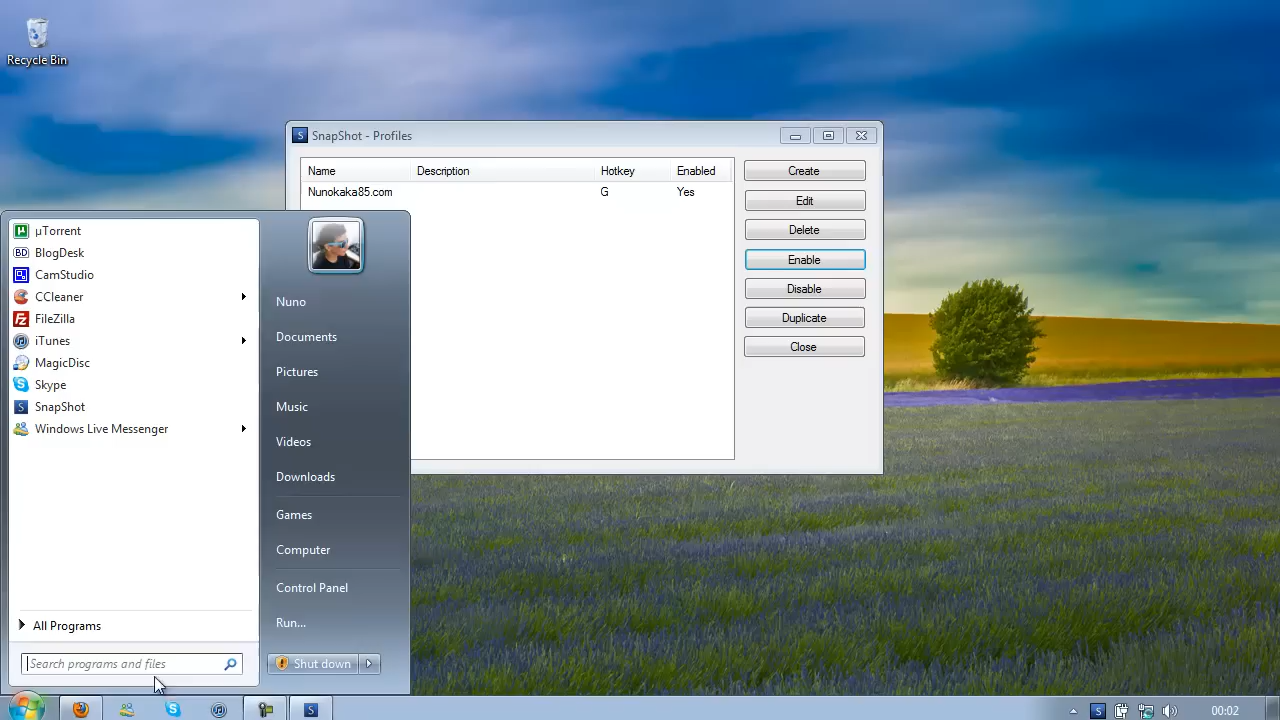 Recycle Bin
S SnapShot - Profiles
Name Description Hotkey Enabled
Nunokaka85.com G Yes
Create
Edit
Delete
Enable
Disable
Duplicate
Close
µ µTorrent
BD BlogDesk
CamStudio
CCleaner
Fz FileZilla
iTunes
MagicDisc
S Skype
S SnapShot
Windows Live Messenger
All Programs
Search programs and files
Nuno
Documents
Pictures
Music
Videos
Downloads
Games
Computer
Control Panel
Run...
Shut down
S S S 00:02